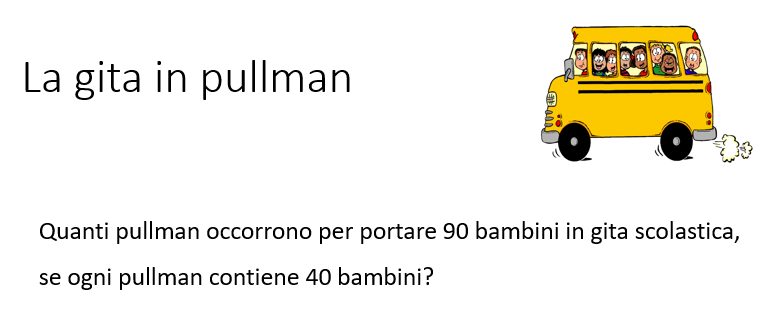 La gita in pullman
Quanti pullman occorrono per portare 90 bambini in gita scolastica,
se ogni pullman contiene 40 bambini?